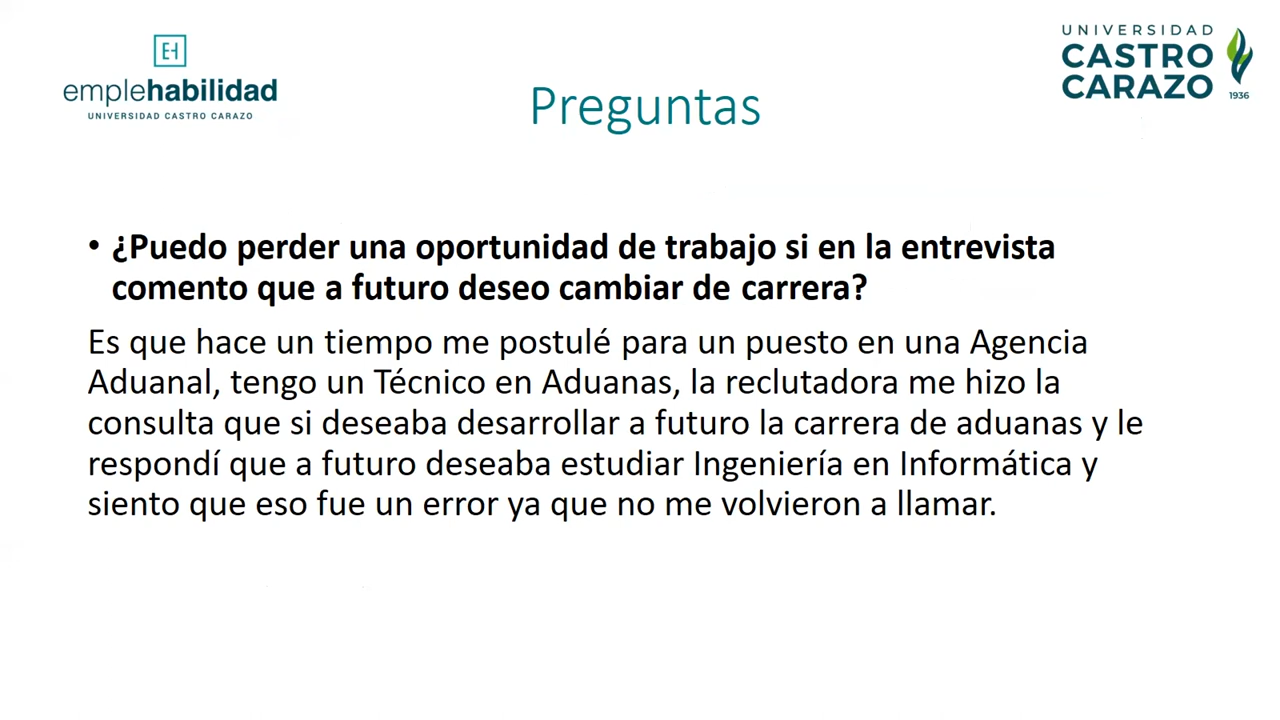 EH
emplehabilidad
UNIVERSIDAD CASTRO CARAZO
Preguntas
UNIVERSIDAD
CASTRO
CARAZO
1936
• ¿Puedo perder una oportunidad de trabajo si en la entrevista
comento que a futuro deseo cambiar de carrera?
Es que hace un tiempo me postulé para un puesto en una Agencia
Aduanal, tengo un Técnico en Aduanas, la reclutadora me hizo la
consulta que si deseaba desarrollar a futuro la carrera de aduanas y le
respondí que a futuro deseaba estudiar Ingeniería en Informática y
siento que eso fue un error ya que no me volvieron a llamar.